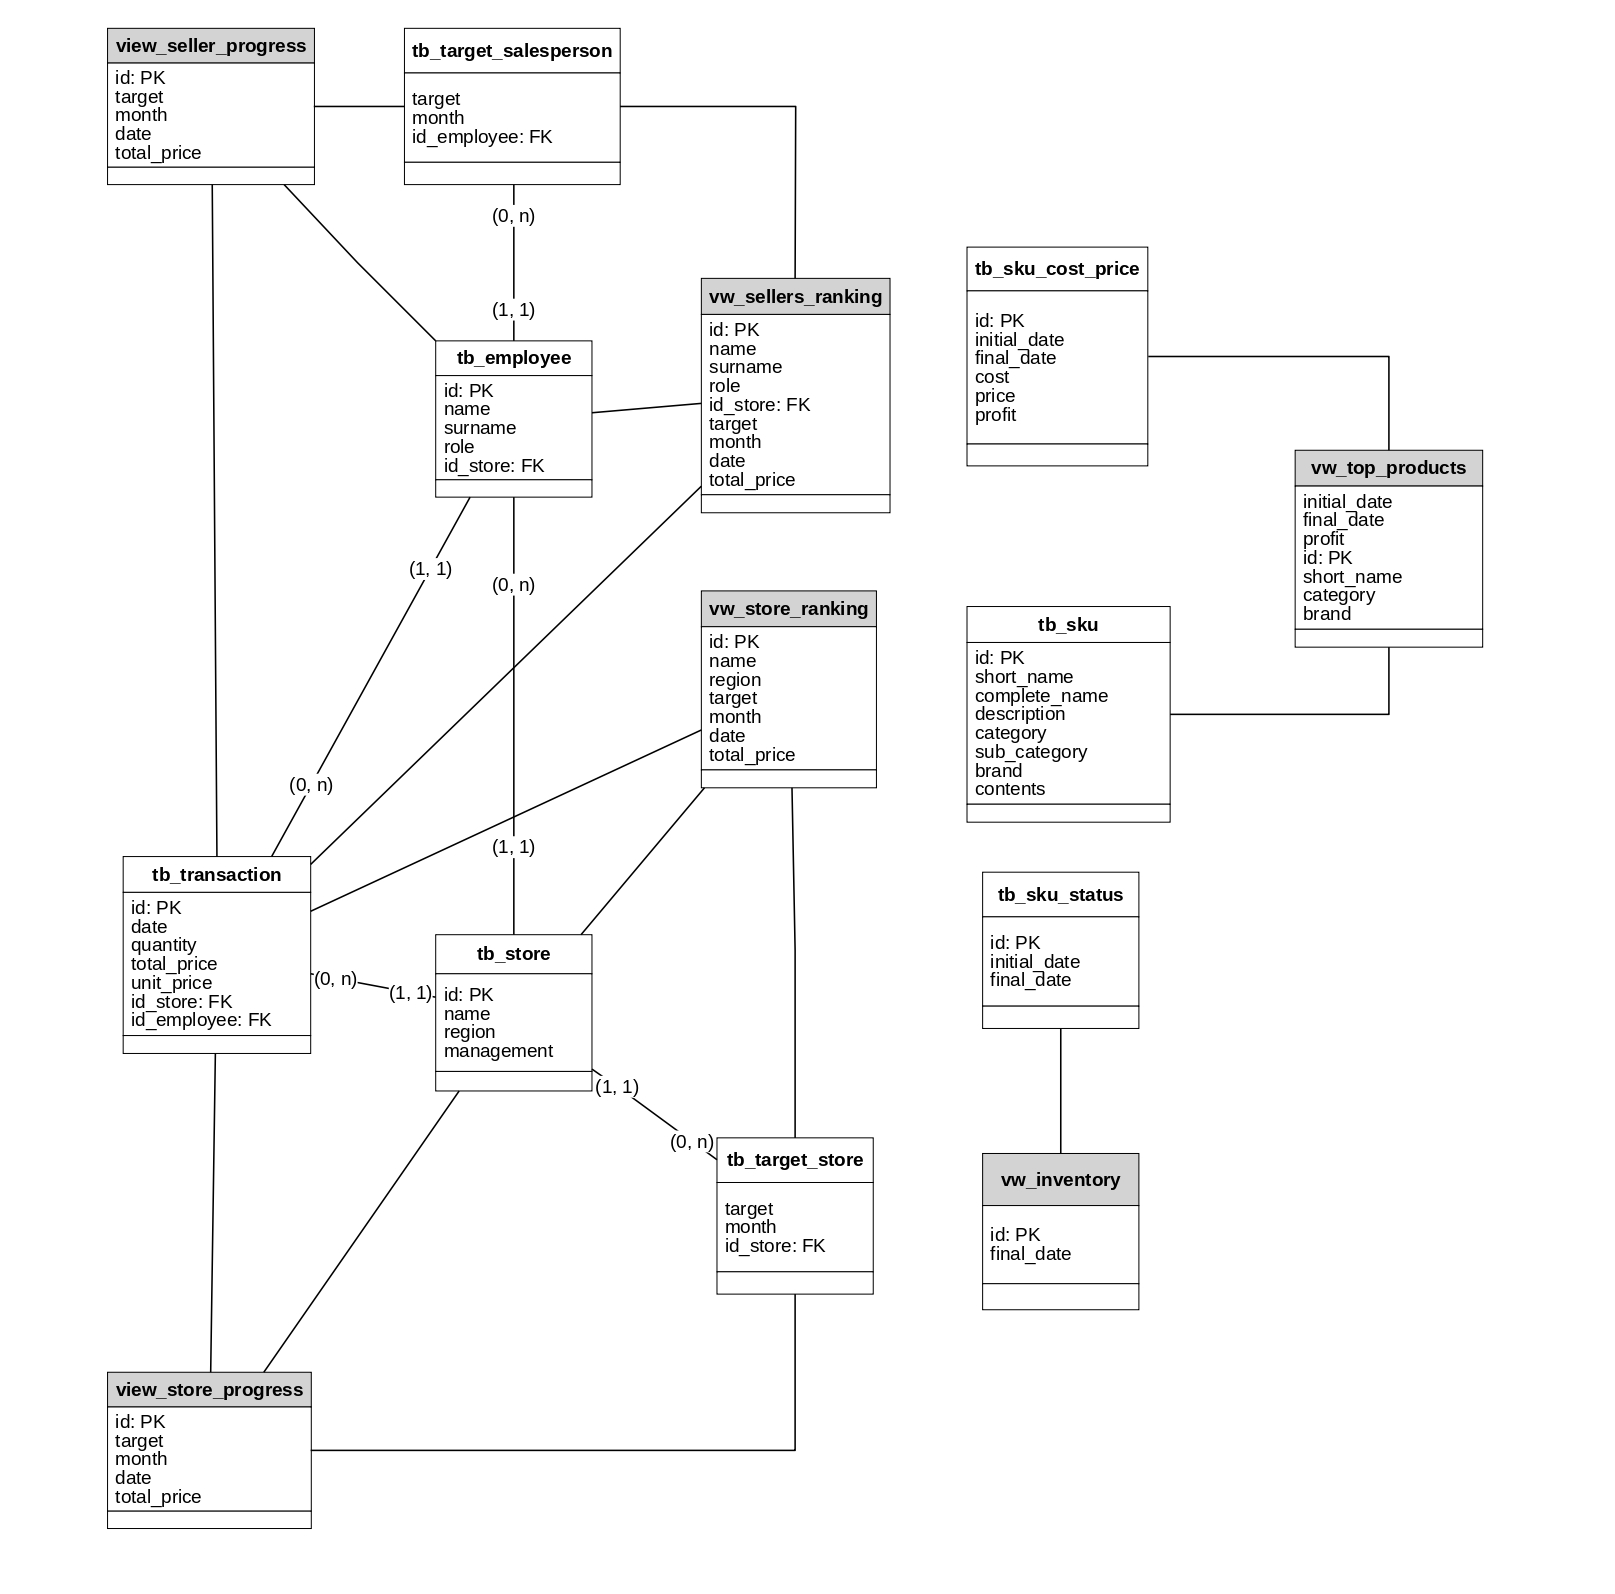 view_seller_progress
id: PK
target
month
date
total_price
tb_target_salesperson
target
month
id_employee: FK
(0, n)
(1, 1)
tb_employee
id: PK
name
surname
role
id_store: FK
vw_sellers_ranking
id: PK
name
surname
role
id_store: FK
target
month
date
total_price
tb_sku_cost_price
id: PK
initial_date
final_date
cost
price
profit
vw_top_products
initial_date
final_date
profit
id: PK
short_name
category
brand
(1, 1)
(0, n)
vw_store_ranking
id: PK
name
region
target
month
date
total_price
tb_sku
id: PK
short_name
complete_name
description
category
sub_category
brand
contents
(0, n)
(1, 1)
tb_transaction
id: PK
date
quantity
total_price
unit_price
id_store: FK
id_employee: FK
(0, n)
(1, 1)
tb_store
id: PK
name
region
management
tb_sku_status
id: PK
initial_date
final_date
(1, 1)
(0, n)
tb_target_store
target
month
id_store: FK
vw_inventory
id: PK
final_date
view_store_progress
id: PK
target
month
date
total_price